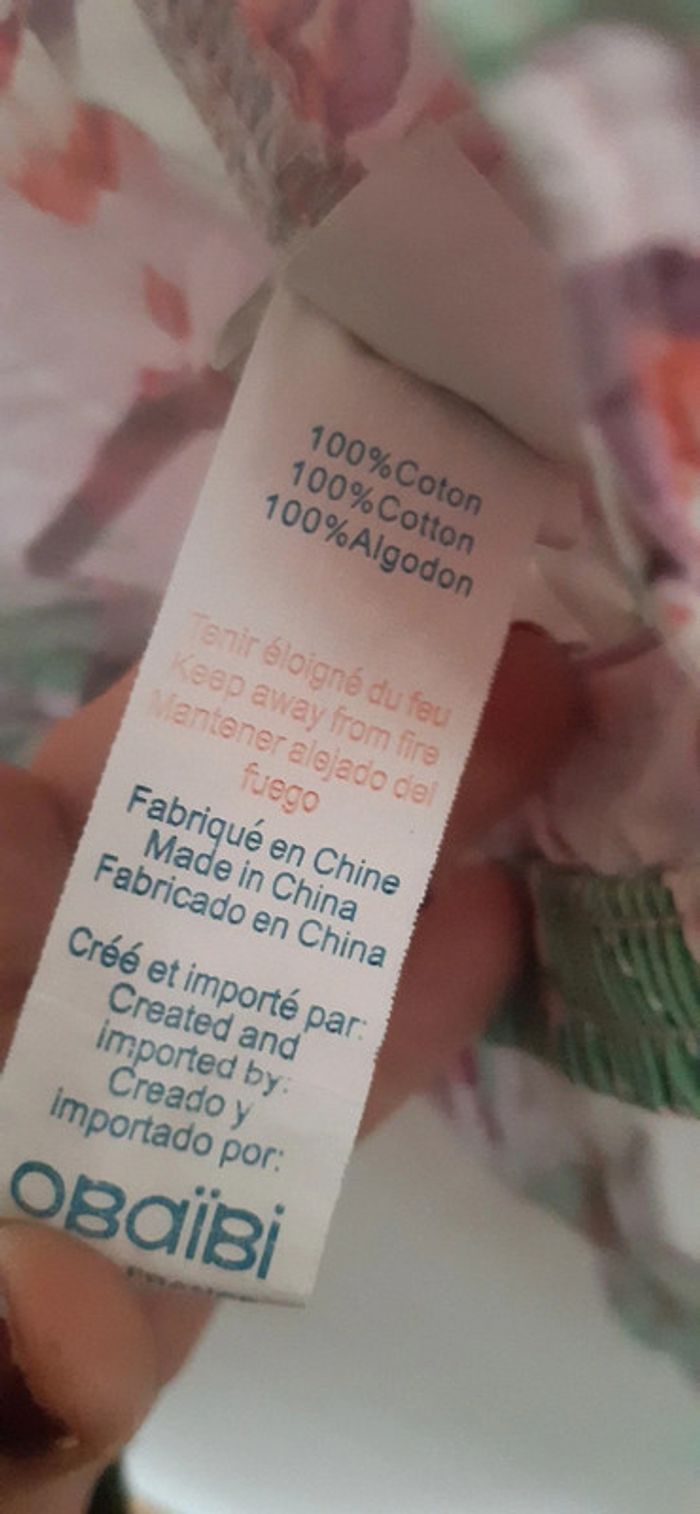 100%Coton
100%Cotton
100%Algodon
Tenir éloigné du feu
Keep away from fire
Mantener alejado del
fuego
Fabriqué en Chine
Made in China
Fabricado en China
Créé et importé par:
Created and
imported by:
Creado y
importado por:
OBaïBi